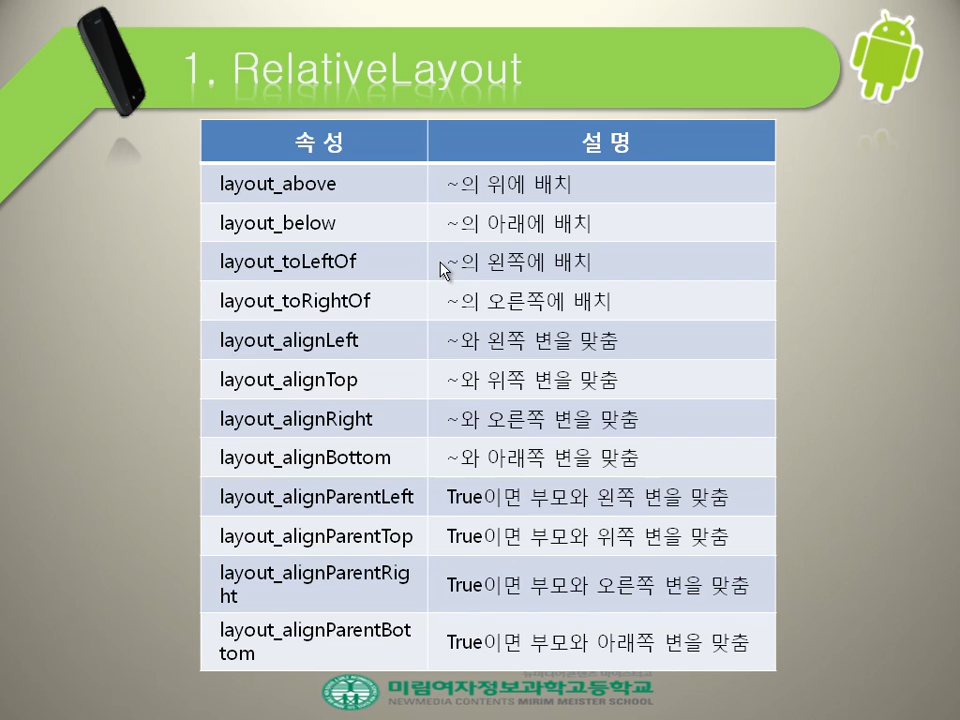 1. RelativeLayout
속 성 설 명
layout_above ~의 위에 배치
layout_below ~의 아래에 배치
layout_toLeftOf ~의 왼쪽에 배치
layout_toRightOf ~의 오른쪽에 배치
layout_alignLeft ~와 왼쪽 변을 맞춤
layout_alignTop ~와 위쪽 변을 맞춤
layout_alignRight ~와 오른쪽 변을 맞춤
layout_alignBottom ~와 아래쪽 변을 맞춤
layout_alignParentLeft True이면 부모와 왼쪽 변을 맞춤
layout_alignParentTop True이면 부모와 위쪽 변을 맞춤
layout_alignParentRig
ht True이면 부모와 오른쪽 변을 맞춤
layout_alignParentBot
tom True이면 부모와 아래쪽 변을 맞춤
미림여자정보과학고등학교
NEWMEDIA CONTENTS MIRIM MEISTER SCHOOL